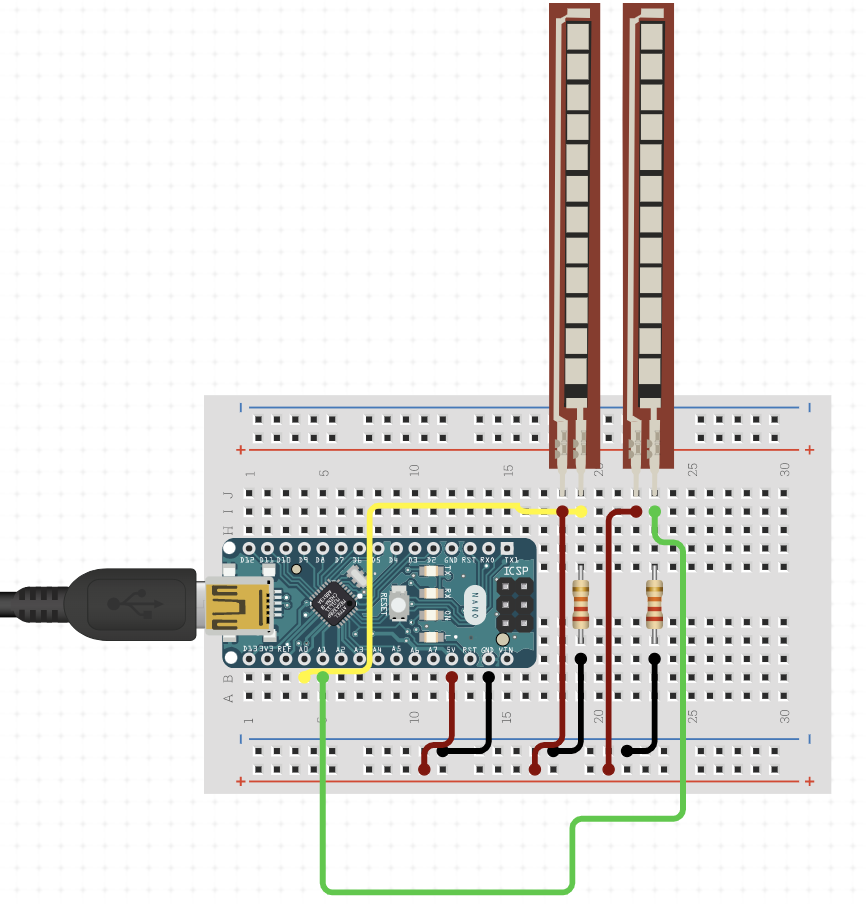 1 5 10 15 20 25 30
J
I
H
D12 D11 D10 D9 D8 D7 D6 D5 D4 D3 D2 GND RST RX0 TX1
ICSP
TX
RX
ON
L
RESET
NANO
D13 3V3 REF A0 A1 A2 A3 A4 A5 A6 A7 5V RST GND VIN
B
A
1 5 10 15 20 25 30